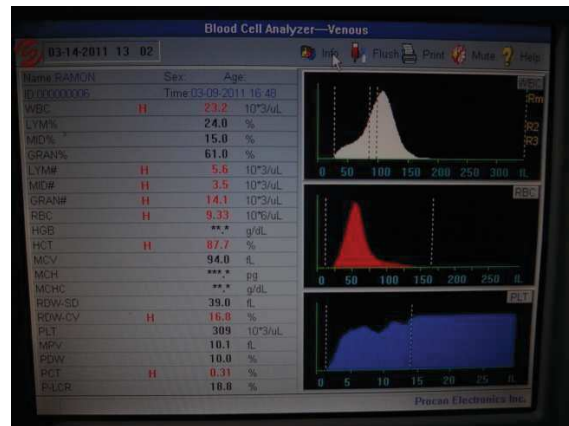 Blood Cell Analyzer—Venous
03-14-2011 13 02 Info Flush Print Mute ? Help
Name:RAMON Sex: Age:
ID:000000006 Time:03-09-2011 16:48
WBC H 23.2 10*3/uL
LYM% 24.0 %
MID% 15.0 %
GRAN% 61.0 %
LYM# H 5.6 10*3/uL
MID# H 3.5 10*3/uL
GRAN# H 14.1 10*3/uL
RBC H 9.33 10*6/uL
HGB **.* g/dL
HCT H 87.7 %
MCV 94.0 fL
MCH ***.* pg
MCHC **.* g/dL
RDW-SD 39.0 fL
RDW-CV H 16.8 %
PLT 309 10*3/uL
MPV 10.1 fL
PDW 10.0 %
PCT H 0.31 %
P-LCR 18.8 %
WBC
Rm
R2
R3
0 50 100 150 200 250 300 fL
RBC
0 50 100 150 200 250 fL
PLT
0 5 10 15 20 25 fL
Procan Electronics Inc.